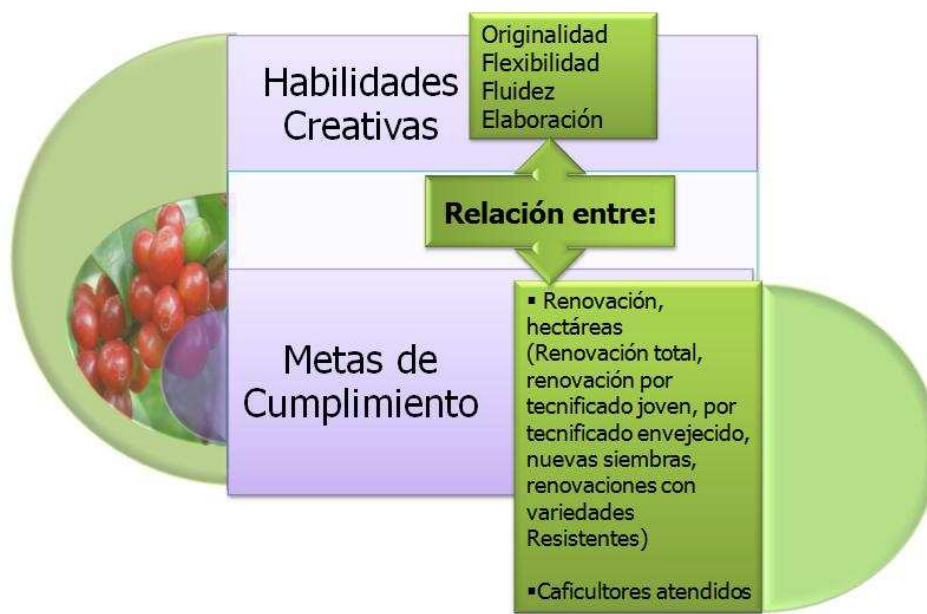 Originalidad
Flexibilidad
Fluidez
Elaboración
Habilidades
Creativas
Relación entre:
Metas de
Cumplimiento
▪ Renovación,
hectáreas
(Renovación total,
renovación por
tecnificado joven, por
tecnificado envejecido,
nuevas siembras,
renovaciones con
variedades
Resistentes)
▪Caficultores atendidos